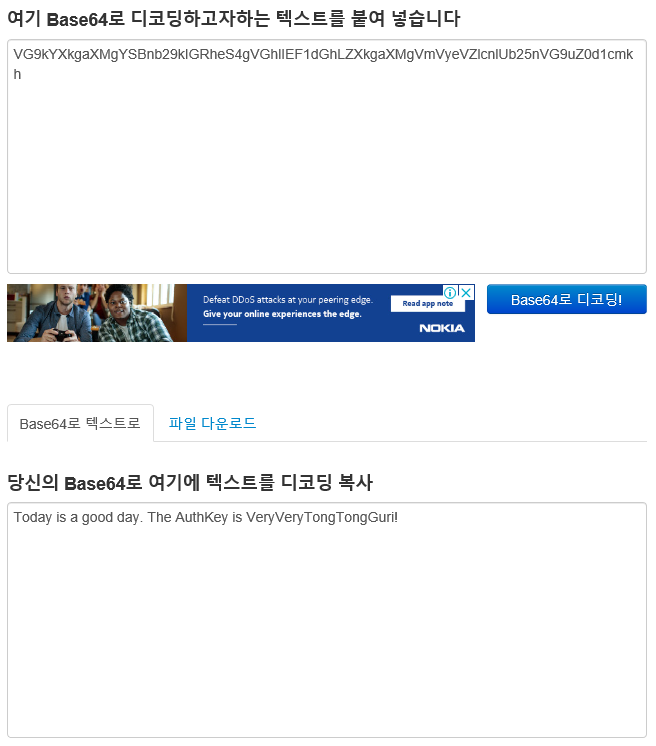 여기 Base64로 디코딩하고자하는 텍스트를 붙여 넣습니다
VG9kYXkgaXMgYSBnb29kIGRheS4gVGhlIEF1dGhLZXkgaXMgVmVyeVZlcnlUb25nVG9uZ0d1cmk
h
Defeat DDoS attacks at your peering edge.
Give your online experiences the edge.
Read app note
NOKIA
Base64로 디코딩!
Base64로 텍스트로
파일 다운로드
당신의 Base64로 여기에 텍스트를 디코딩 복사
Today is a good day. The AuthKey is VeryVeryTongTongGuri!